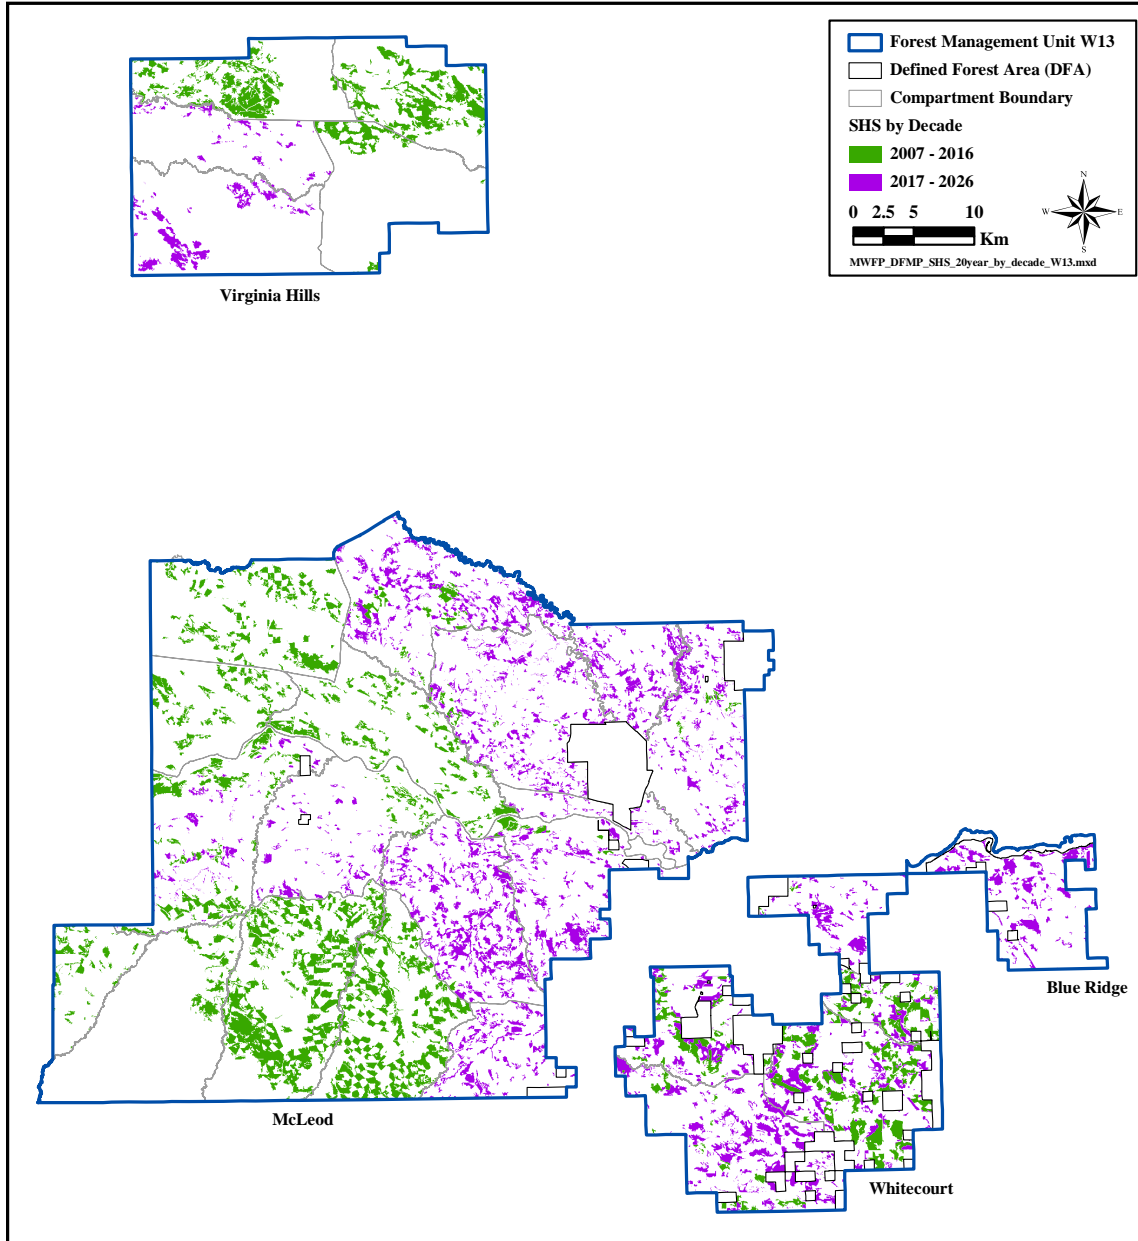 Forest Management Unit W13
Defined Forest Area (DFA)
Compartment Boundary
SHS by Decade
2007 - 2016
2017 - 2026
0 2.5 5 10
Km
N
W E
S
MWFP_DFMP_SHS_20year_by_decade_W13.mxd
Virginia Hills
Blue Ridge
McLeod
Whitecourt